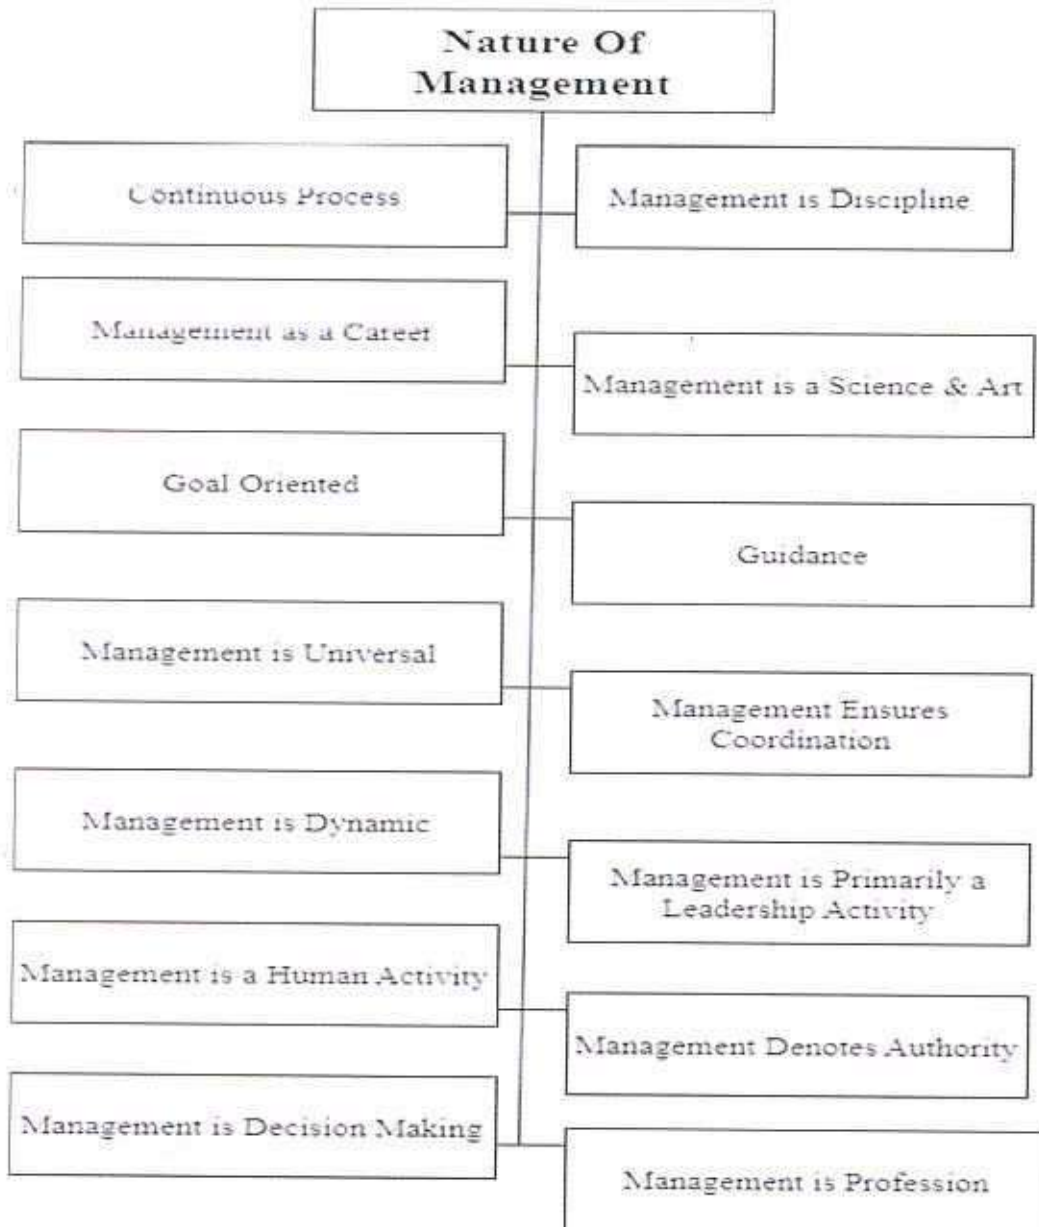 Nature Of
Management
Continuous Process
Management is Discipline
Management as a Career
Management is a Science & Art
Goal Oriented
Guidance
Management is Universal
Management Ensures
Coordination
Management is Dynamic
Management is Primarily a
Leadership Activity
Management is a Human Activity
Management Denotes Authority
Management is Decision Making
Management is Profession